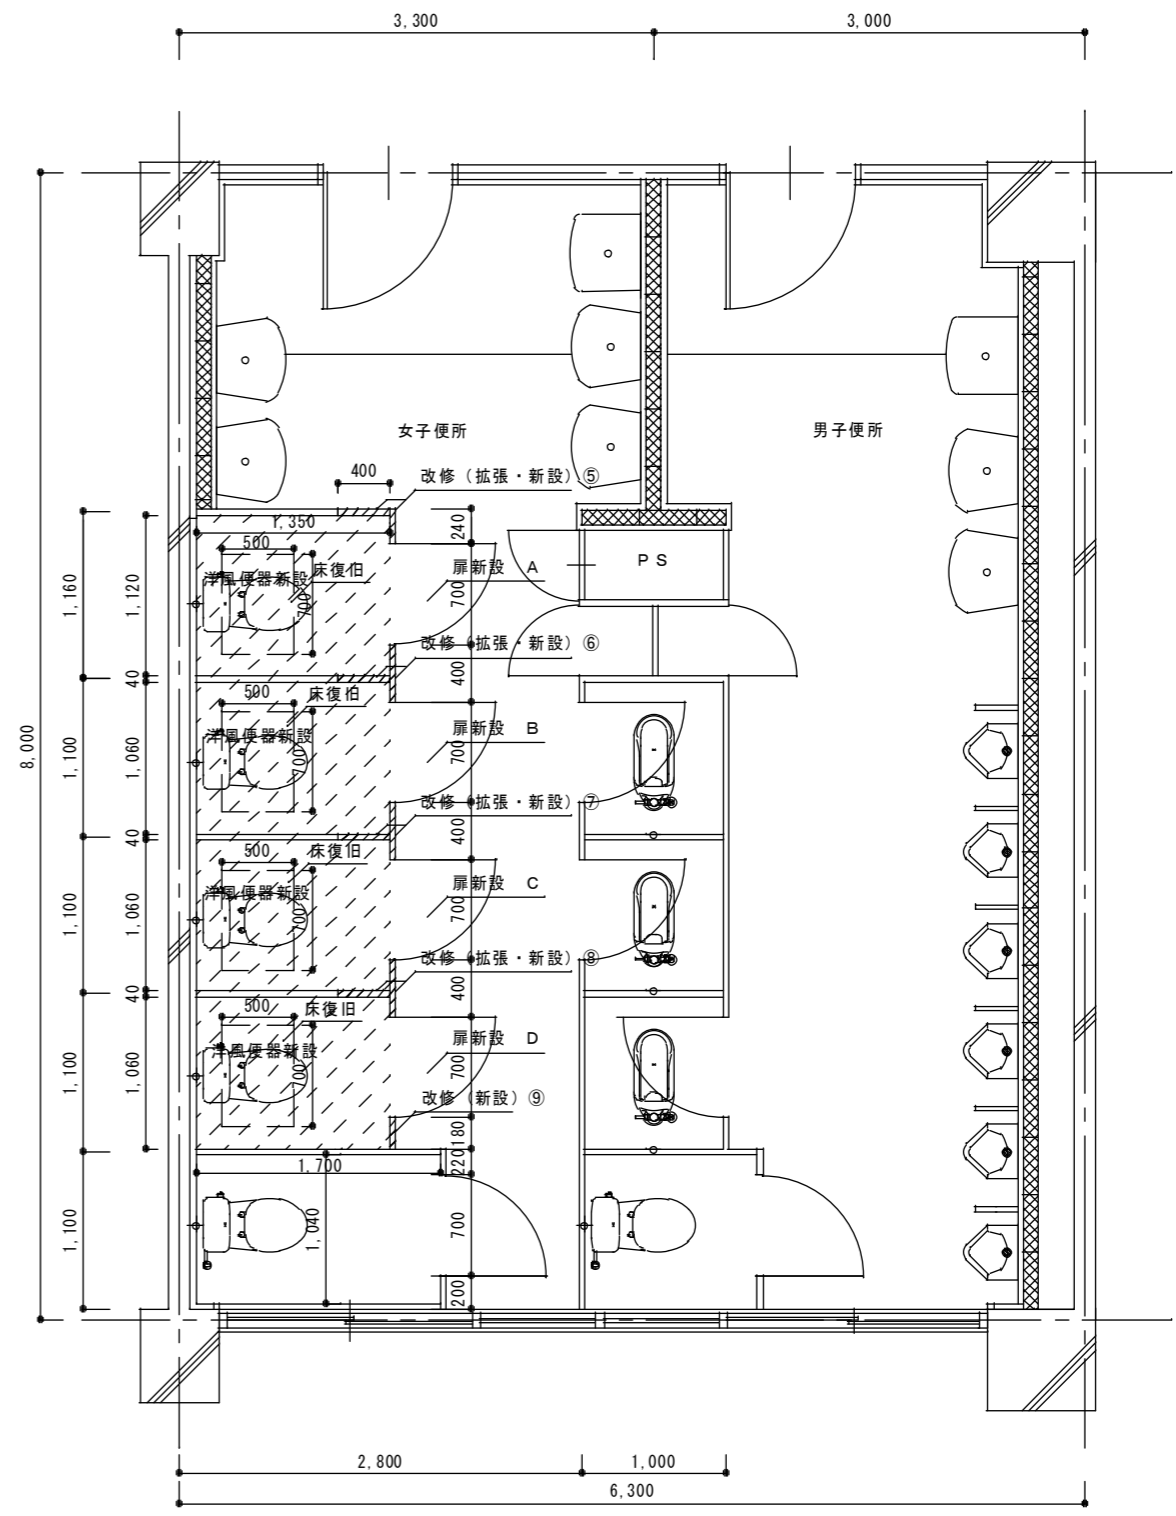 3,300
3,000
女子便所
男子便所
400
改修（拡張・新設）⑤
1,350
240
500
床復旧
扉新設 A
PS
洋風便器新設
700
700
1,160
1,120
改修（拡張・新設）⑥
40
400
500
床復旧
扉新設 B
洋風便器新設
8,000
1,100
1,060
700
700
改修（拡張・新設）⑦
40
400
500
床復旧
扉新設 C
洋風便器新設
1,100
1,060
700
700
改修（拡張・新設）⑧
40
400
500
床復旧
扉新設 D
洋風便器新設
1,100
1,060
700
700
改修（新設）⑨
180
220
1,700
1,100
1,040
700
200
2,800
1,000
6,300